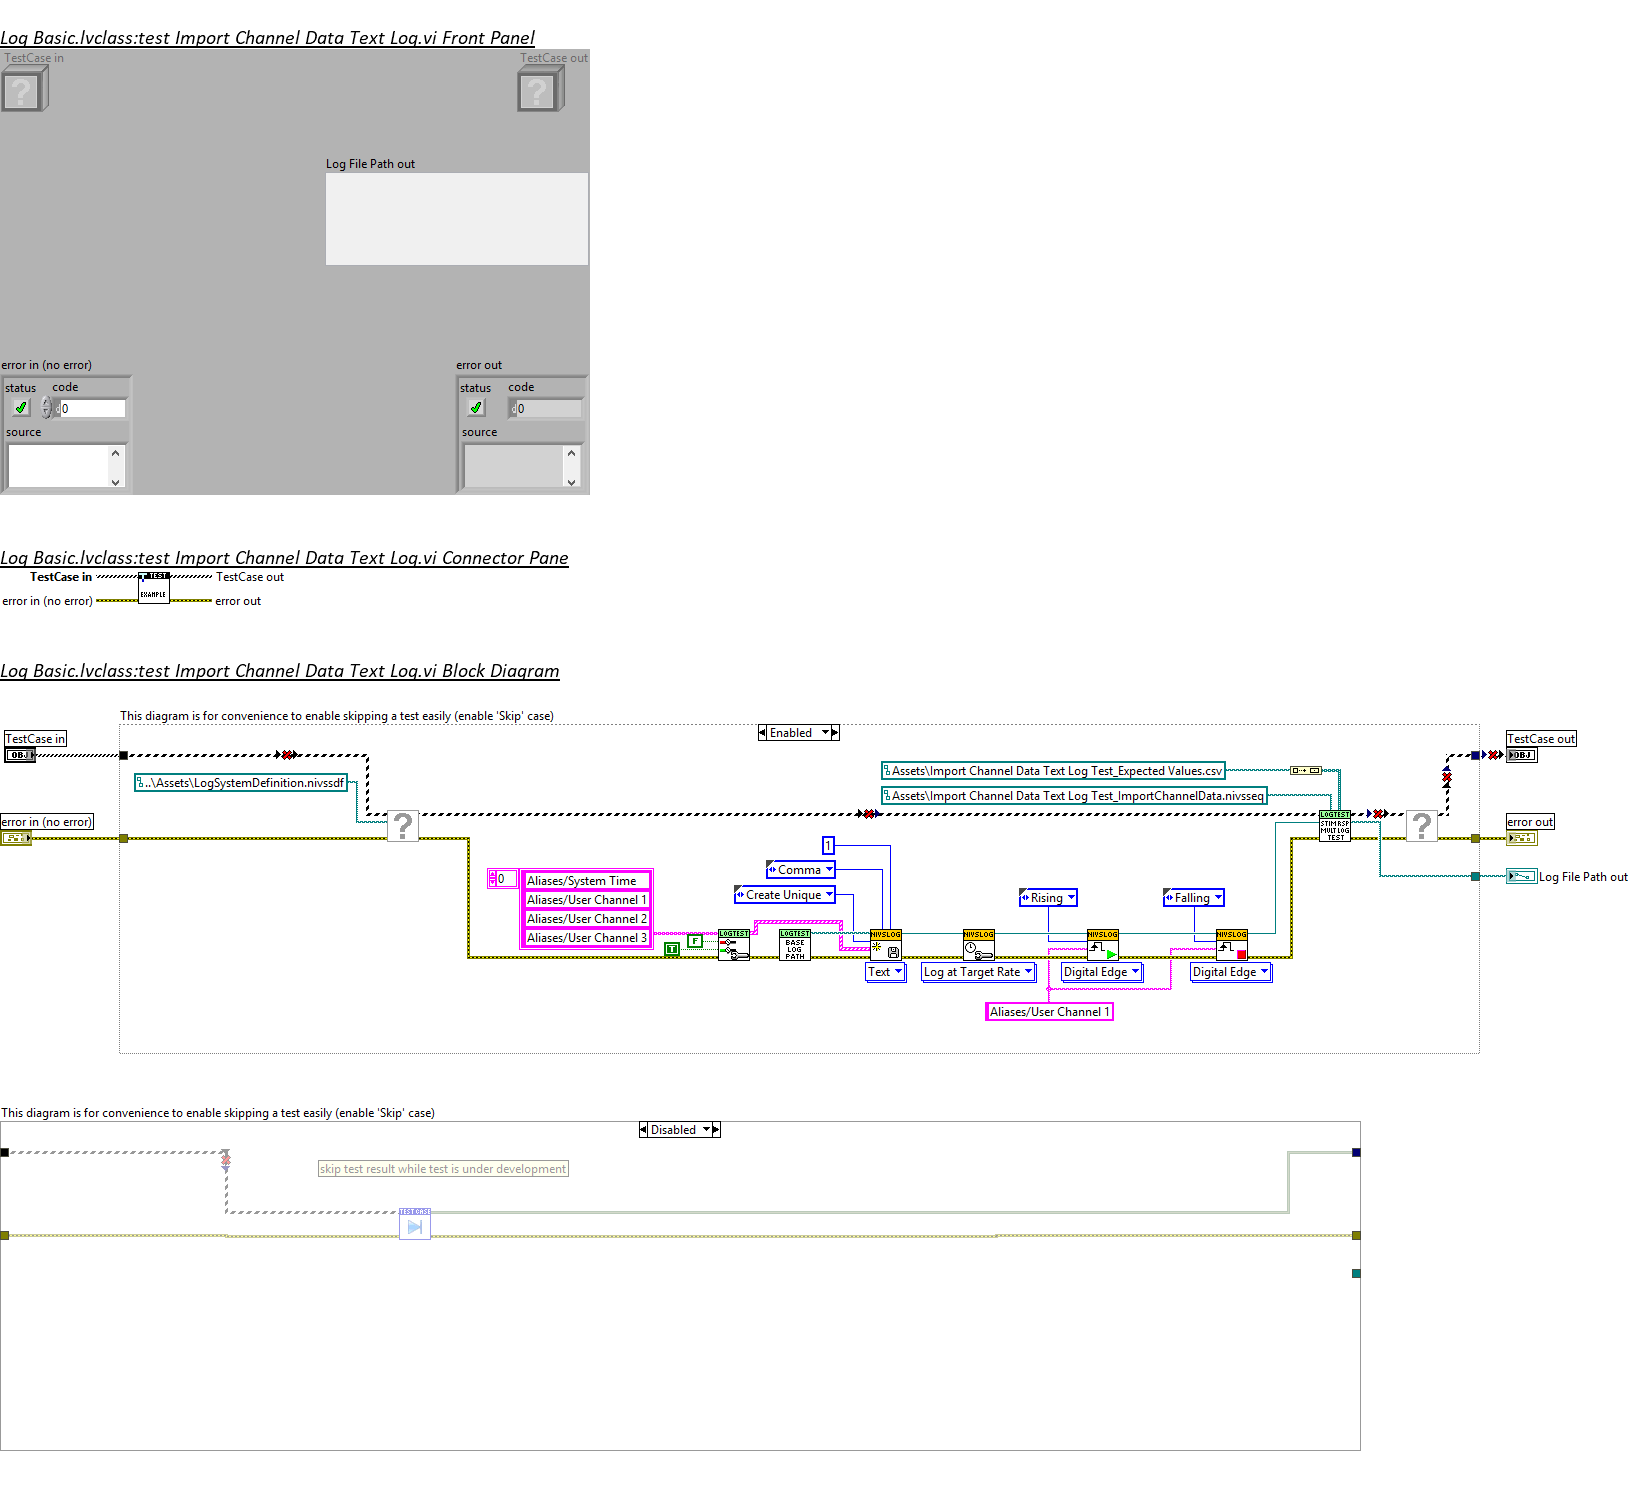 Log Basic.lvclass:test Import Channel Data Text Log.vi Front Panel
TestCase in
TestCase out
Log File Path out
error in (no error)
error out
status
code
status
code
0
0
source
source
Log Basic.lvclass:test Import Channel Data Text Log.vi Connector Pane
TestCase in
TEST
TestCase out
error in (no error)
EXAMPLE
error out
Log Basic.lvclass:test Import Channel Data Text Log.vi Block Diagram
This diagram is for convenience to enable skipping a test easily (enable 'Skip' case)
Enabled
TestCase in
OBJ
TestCase out
OBJ
..\Assets\LogSystemDefinition.nivssdf
Assets\Import Channel Data Text Log Test_Expected Values.csv
Assets\Import Channel Data Text Log Test_ImportChannelData.nivsseq
error in (no error)
?
LOGTEST
STIM RSP
MULT LOG
TEST
?
error out
1
Comma
Create Unique
0
Aliases/System Time
Aliases/User Channel 1
Aliases/User Channel 2
Aliases/User Channel 3
Rising
Falling
Log File Path out
T
F
LOGTEST
LOGTEST
BASE
LOG
PATH
NIVSLOG
NIVSLOG
NIVSLOG
NIVSLOG
Text
Log at Target Rate
Digital Edge
Digital Edge
Aliases/User Channel 1
This diagram is for convenience to enable skipping a test easily (enable 'Skip' case)
Disabled
skip test result while test is under development
TEST CASE